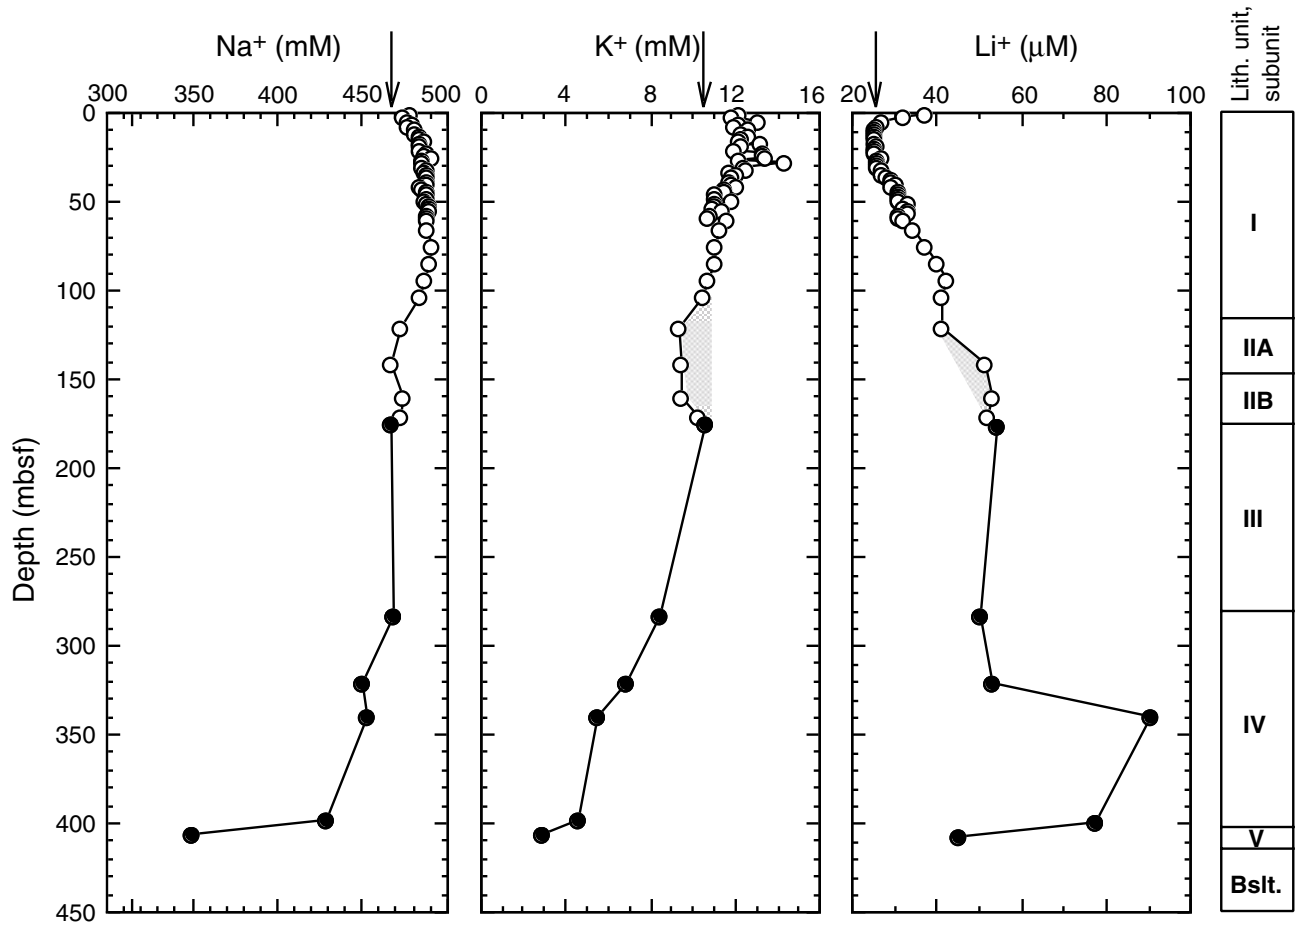 Na+ (mM)
K+ (mM)
Li+ (μM)
Lith. unit,
subunit
300 350 400 450 500
0 4 8 12 16
20 40 60 80 100
0
50
100
150
200
250
300
350
400
450
Depth (mbsf)
I
IIA
IIB
III
IV
V
Bslt.